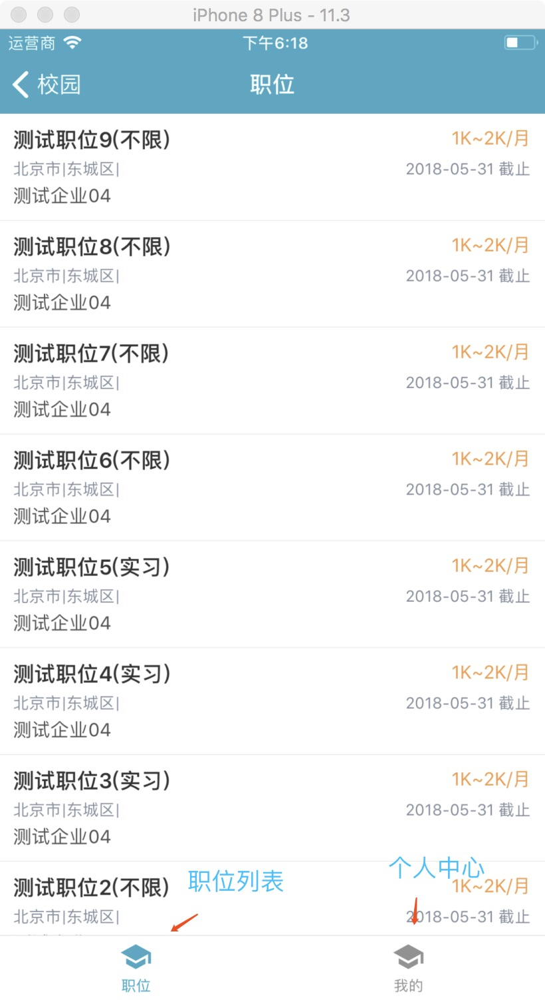 iPhone 8 Plus - 11.3
运营商 下午6:18
校园 职位
测试职位9(不限) 1K~2K/月
北京市|东城区| 2018-05-31 截止
测试企业04
测试职位8(不限) 1K~2K/月
北京市|东城区| 2018-05-31 截止
测试企业04
测试职位7(不限) 1K~2K/月
北京市|东城区| 2018-05-31 截止
测试企业04
测试职位6(不限) 1K~2K/月
北京市|东城区| 2018-05-31 截止
测试企业04
测试职位5(实习) 1K~2K/月
北京市|东城区| 2018-05-31 截止
测试企业04
测试职位4(实习) 1K~2K/月
北京市|东城区| 2018-05-31 截止
测试企业04
测试职位3(实习) 1K~2K/月
北京市|东城区| 2018-05-31 截止
测试企业04
职位列表 个人中心
测试职位2(不限) 1K~2K/月
北京市|东城区| 2018-05-31 截止
职位 我的